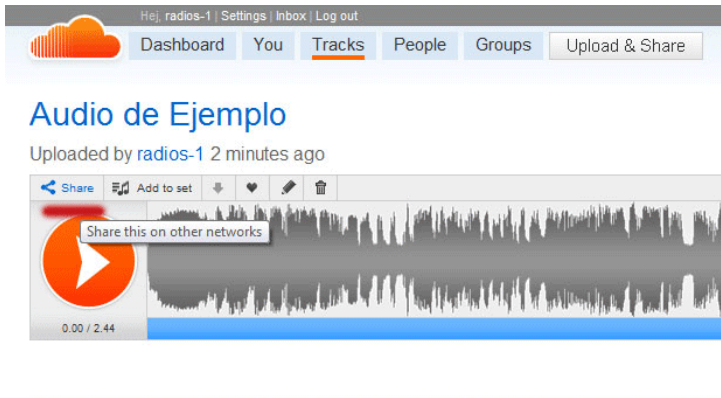 Hej, radios-1 | Settings | Inbox | Log out
Dashboard You Tracks People Groups Upload & Share
Audio de Ejemplo
Uploaded by radios-1 2 minutes ago
Share Add to set
Share this on other networks
0.00 / 2.44